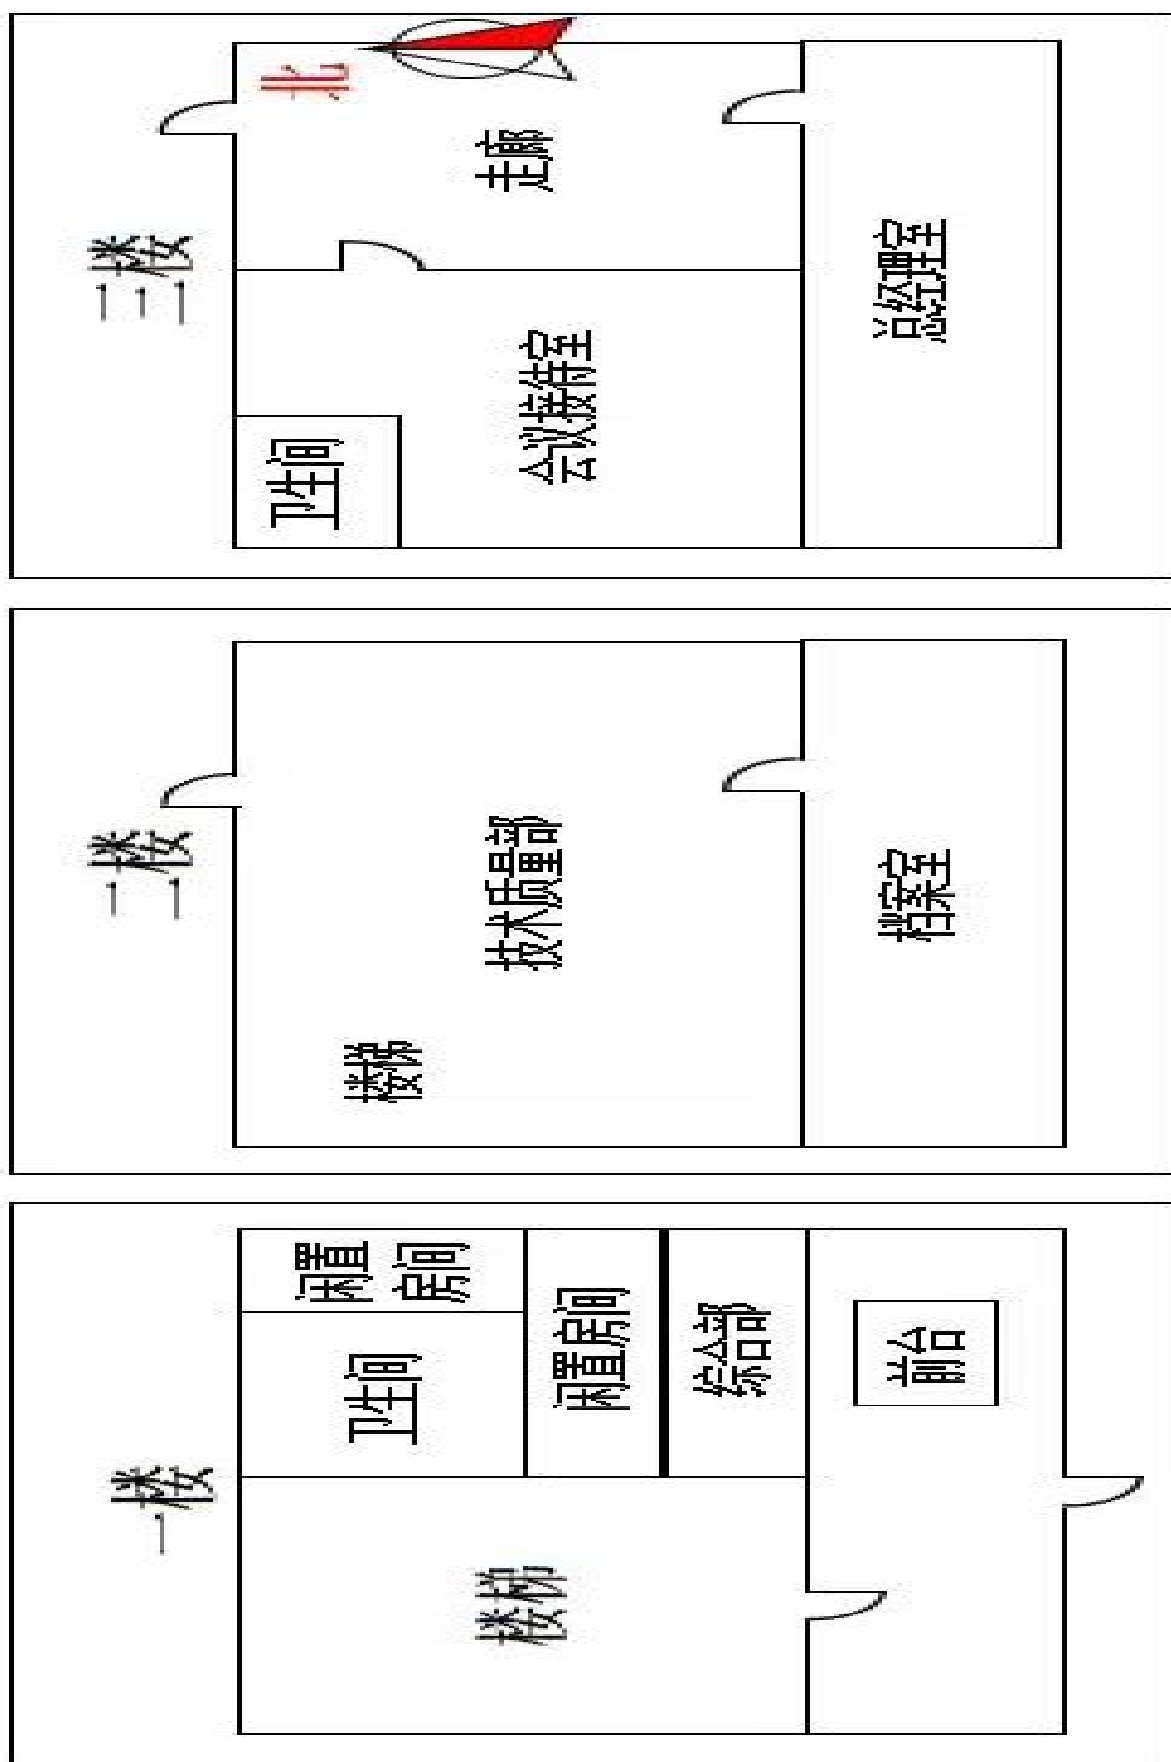 一楼
卫生间
闲置
房间
楼梯
闲置房间
综合部
前台
二楼
楼梯
技术质量部
档案室
三楼
北
卫生间
走廊
会议接待室
总经理室